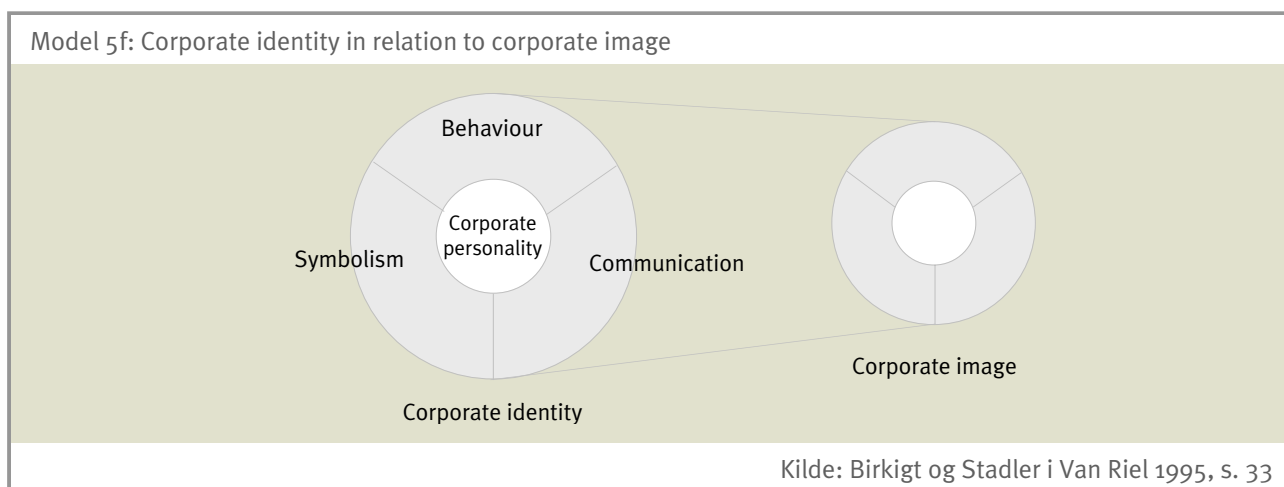 Model 5f: Corporate identity in relation to corporate image
Behaviour
Corporate
personality
Symbolism
Communication
Corporate identity
Corporate image
Kilde: Birkigt og Stadler i Van Riel 1995, s. 33